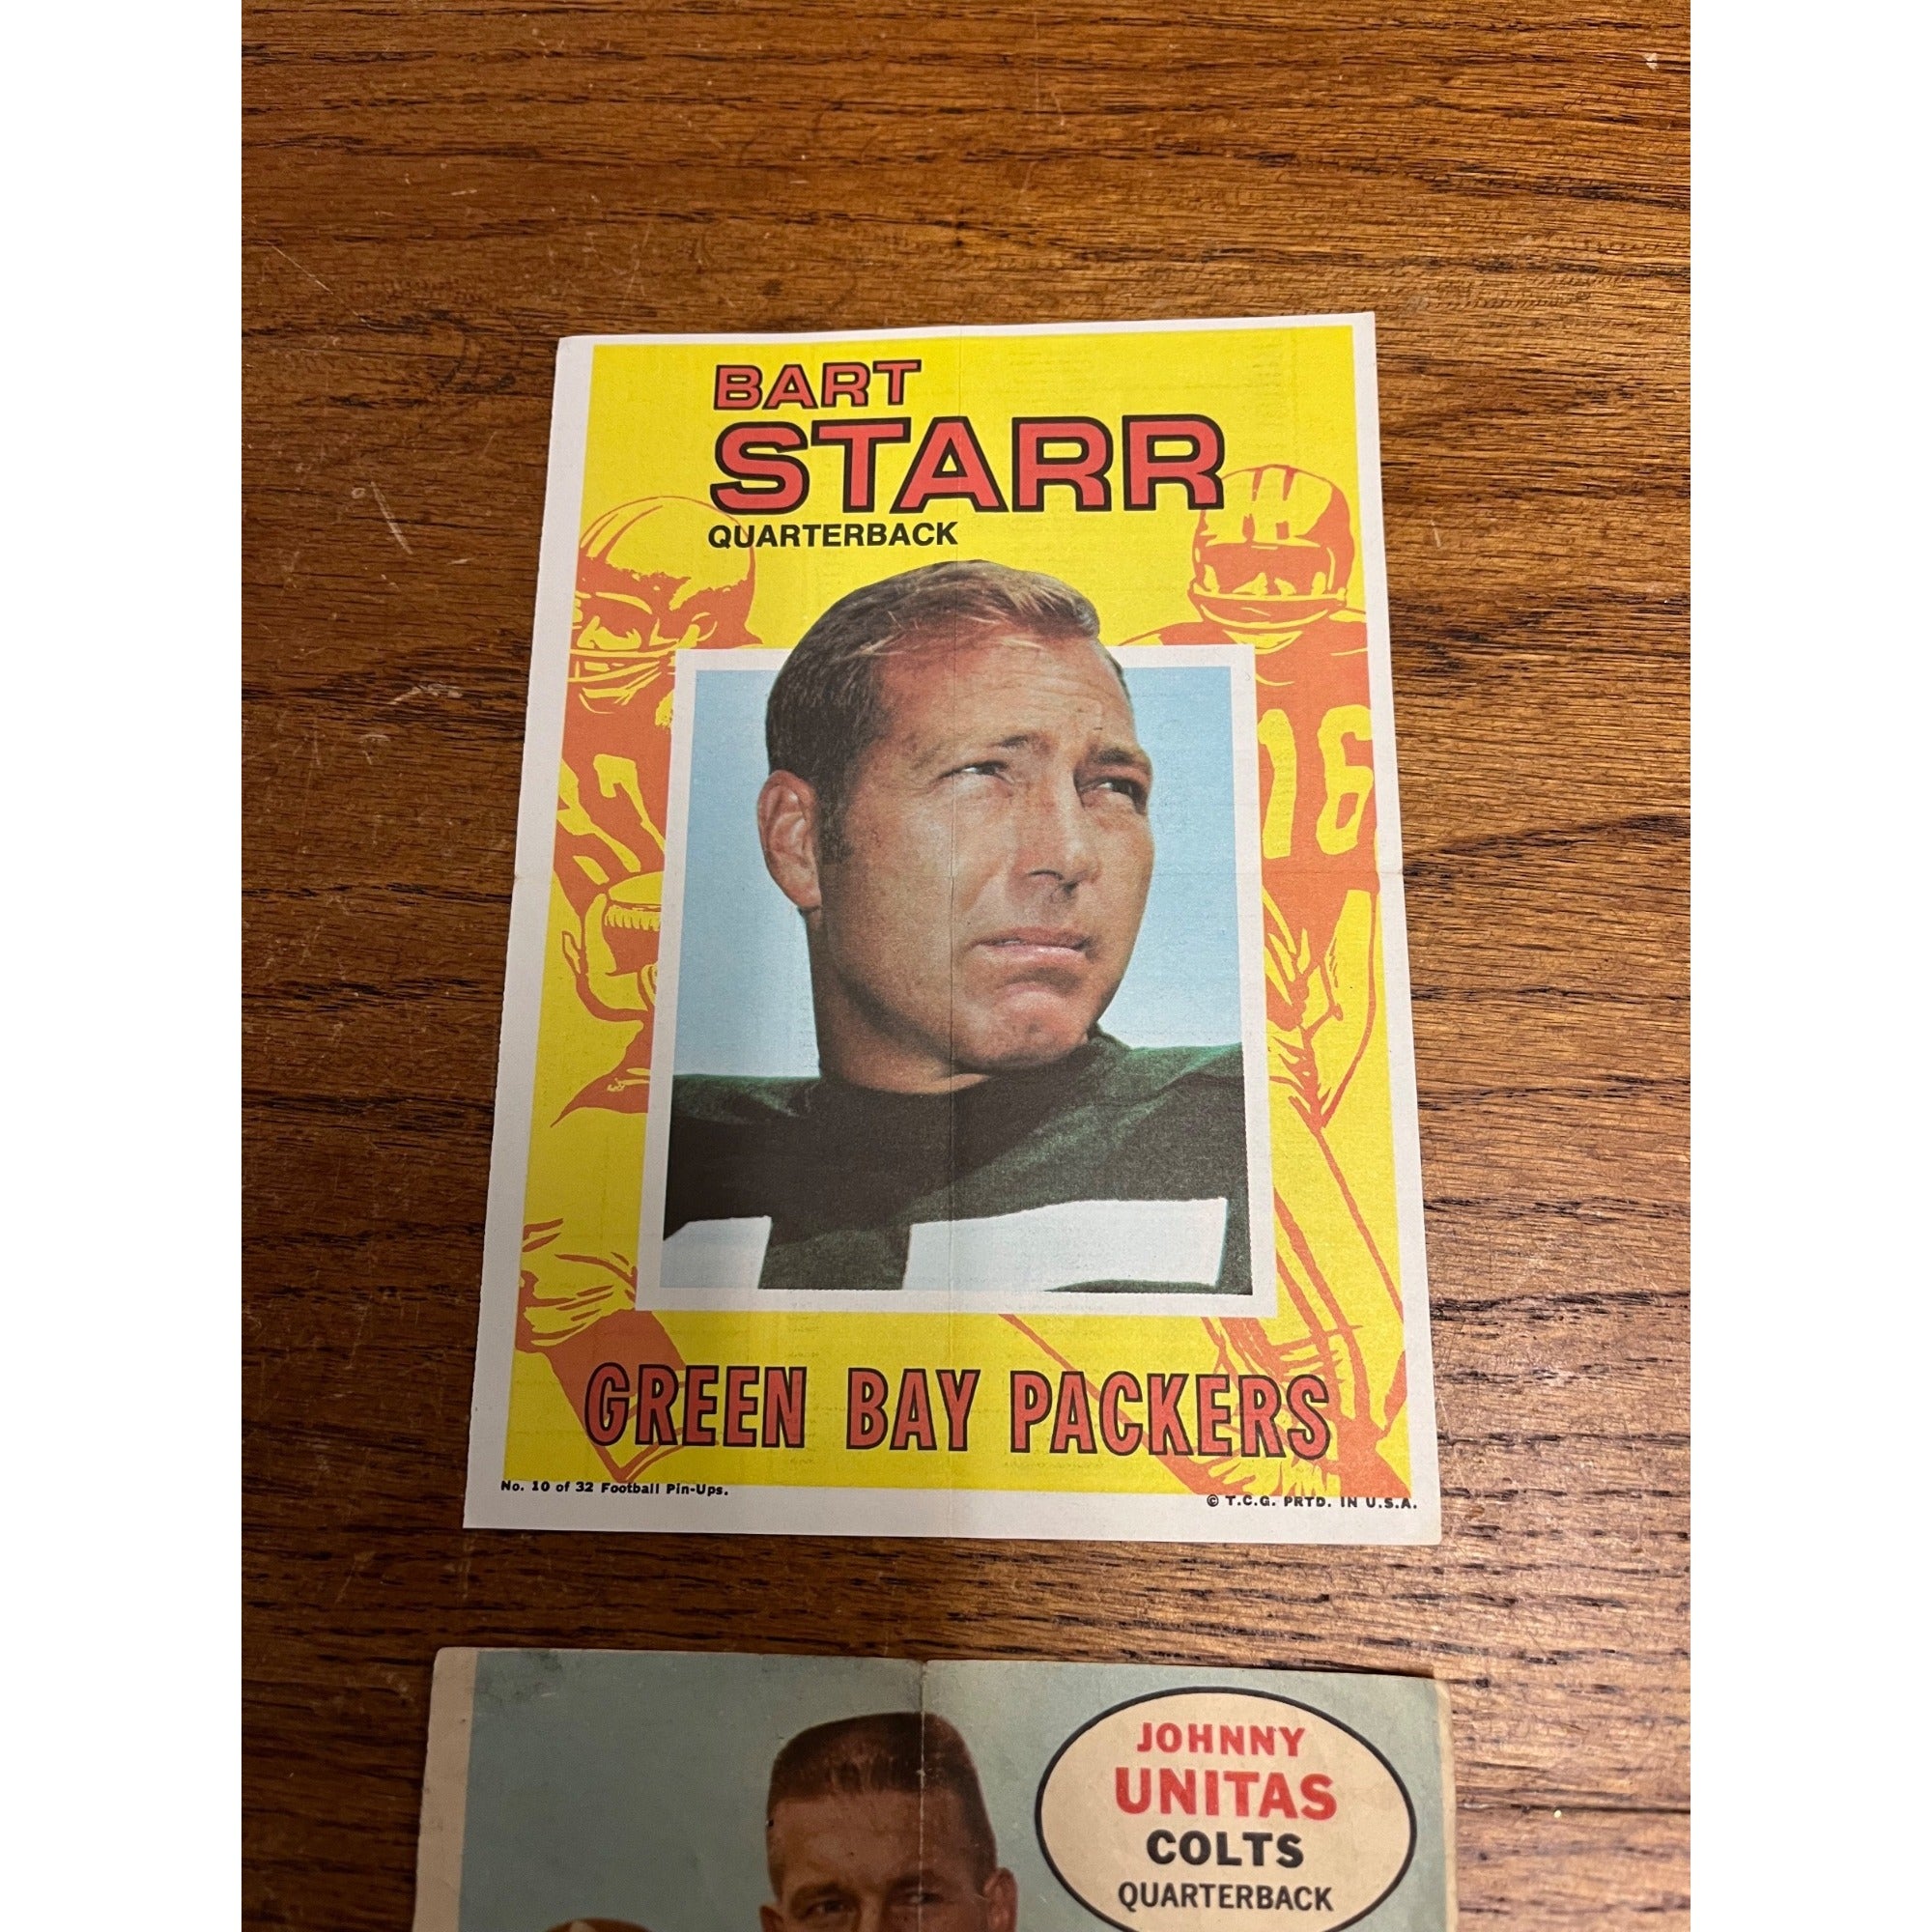 BART
STARR
QUARTERBACK
16
GREEN BAY PACKERS
No. 10 of 32 Football Pin-Ups.
© T.C.G. PRTD. IN U.S.A.
JOHNNY
UNITAS
COLTS
QUARTERBACK